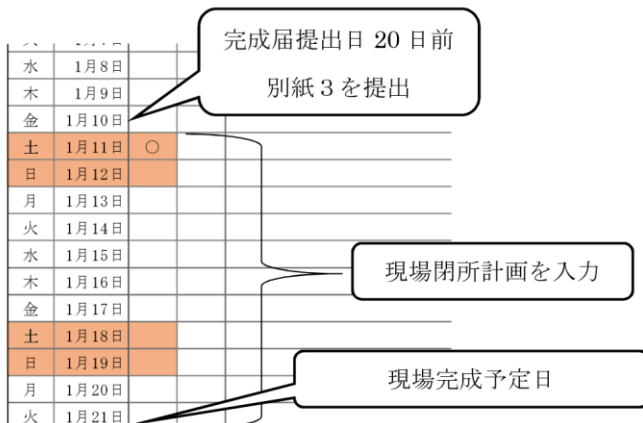 完成届提出日 20 日前
別紙３を提出
水 1月8日
木 1月9日
金 1月10日
土 1月11日 〇
日 1月12日
月 1月13日
火 1月14日
水 1月15日
木 1月16日
金 1月17日
土 1月18日
日 1月19日
月 1月20日
火 1月21日
現場閉所計画を入力
現場完成予定日